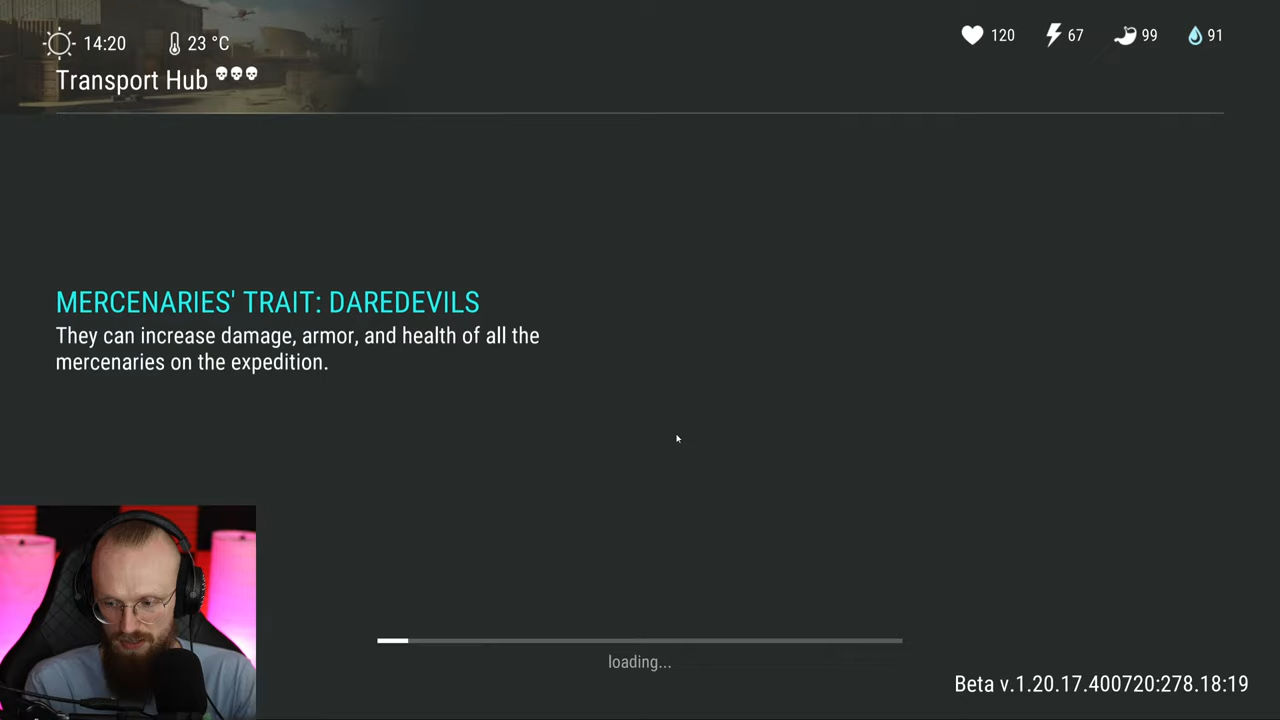 14:20
23 °C
120
67
99
91
Transport Hub
MERCENARIES' TRAIT: DAREDEVILS
They can increase damage, armor, and health of all the
mercenaries on the expedition.
loading...
Beta v.1.20.17.400720:278.18:19